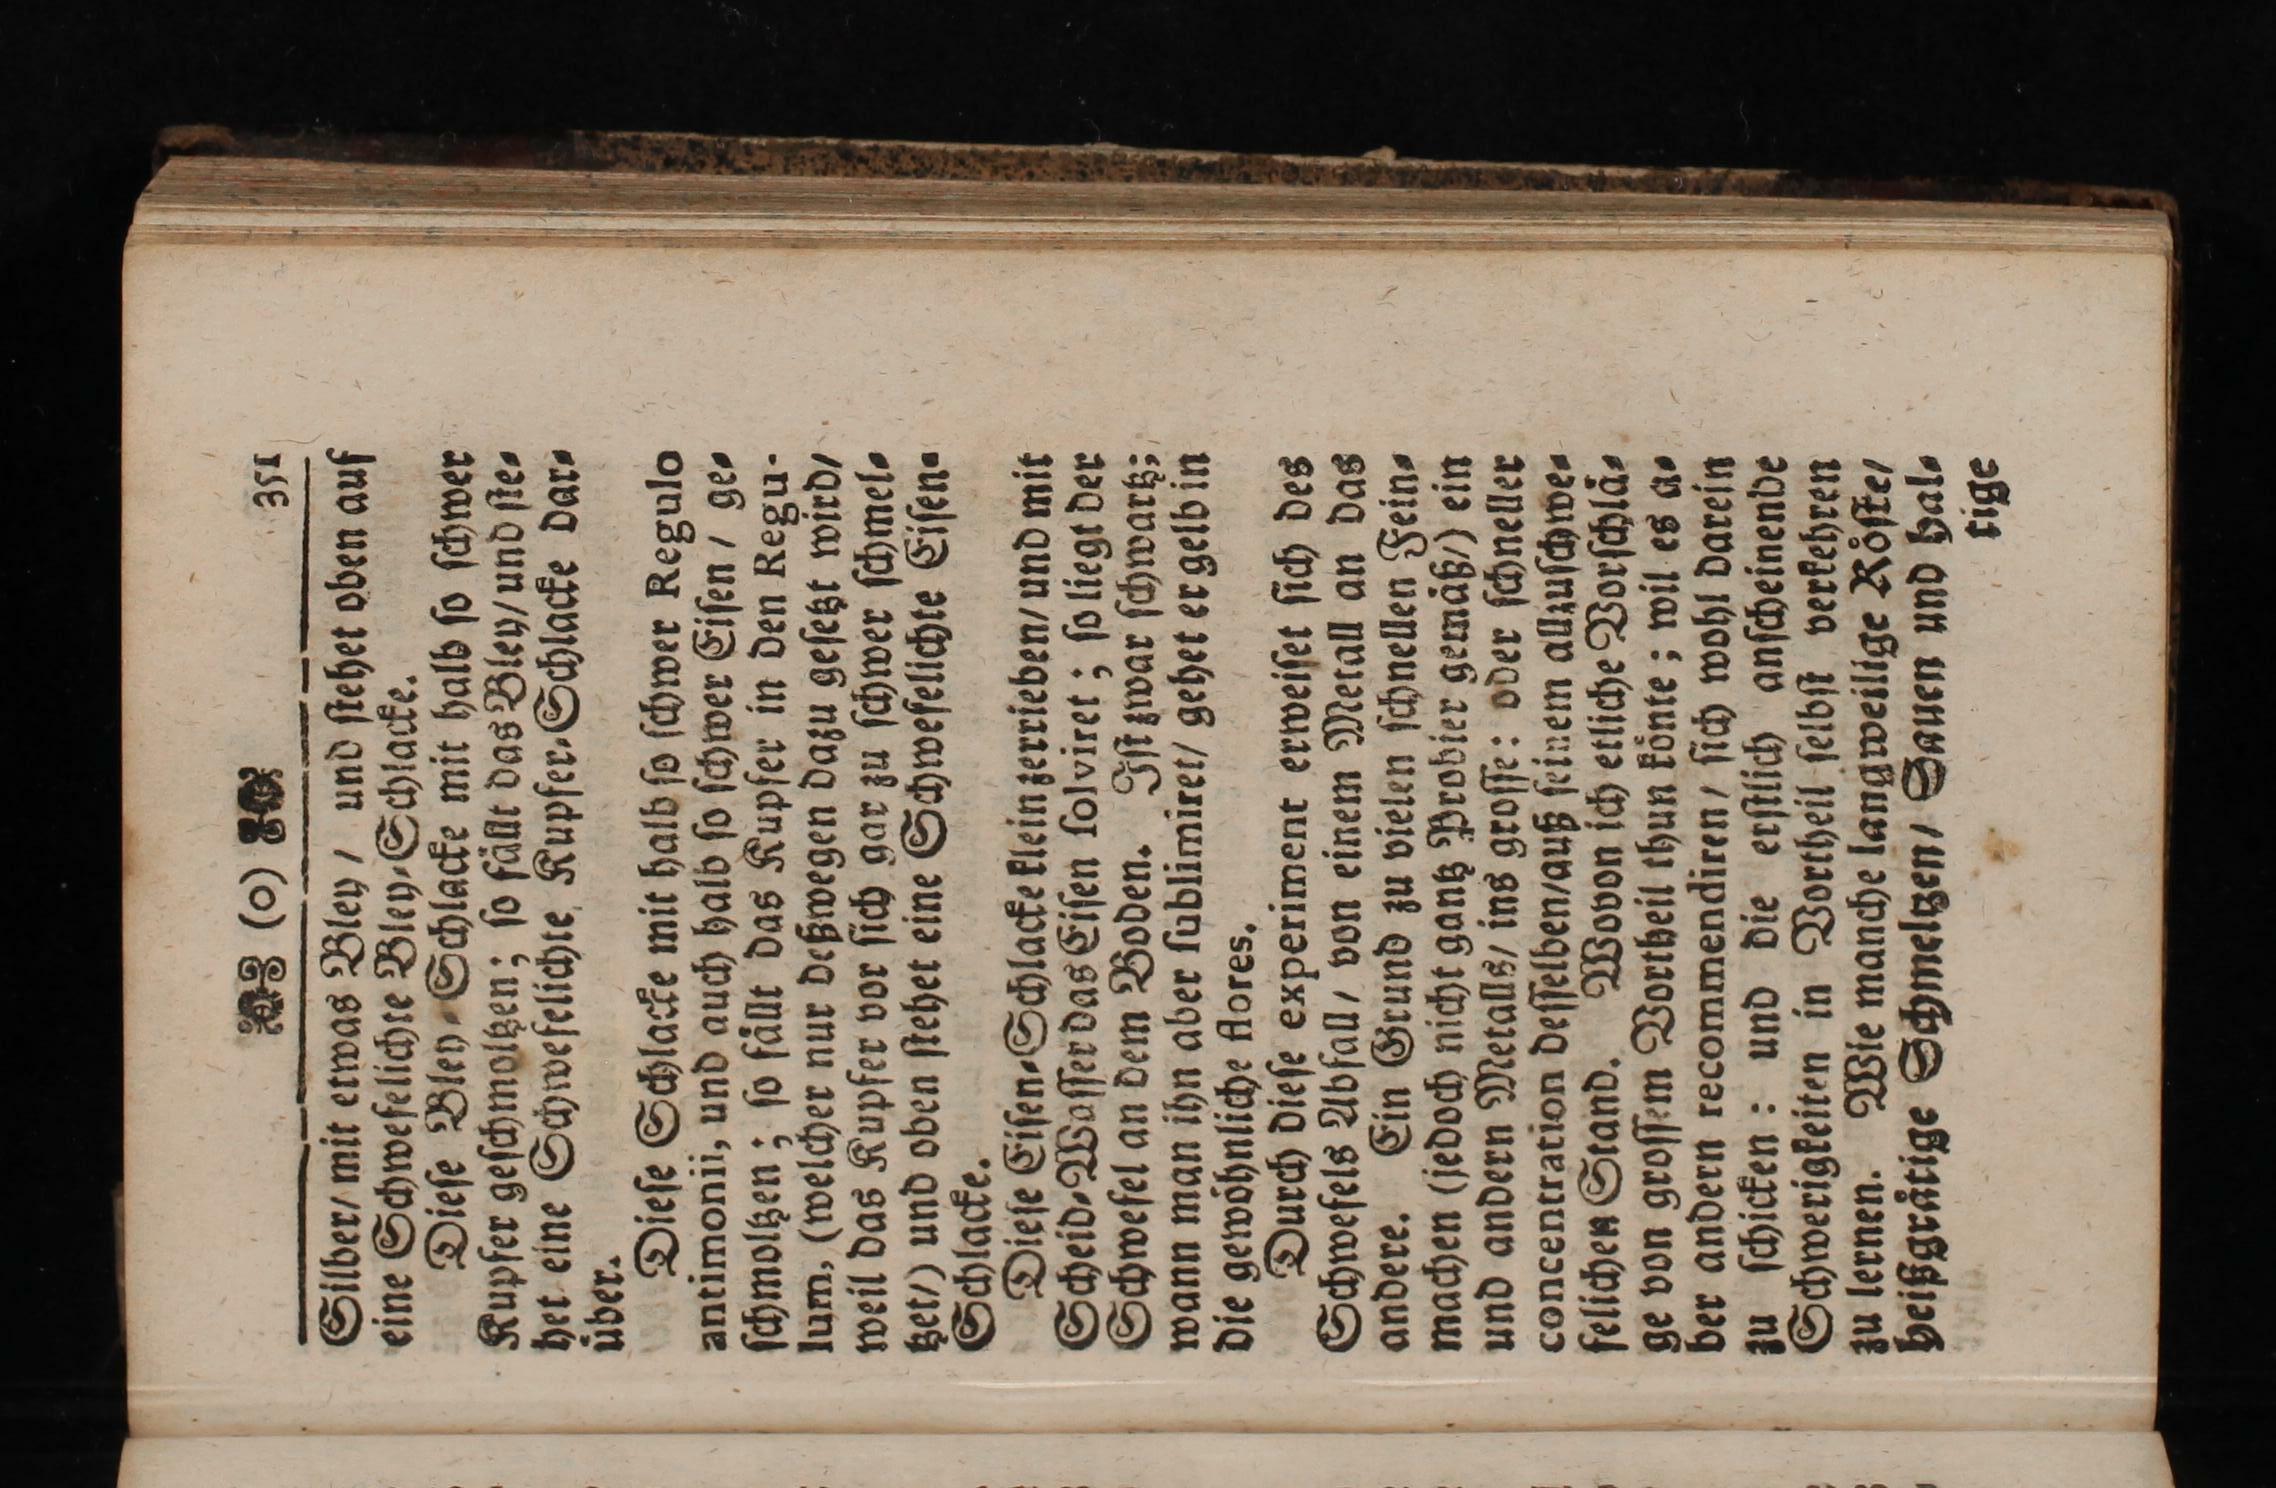 (o) 351
Silber/ mit etwas Bley / und ſtehet oben auf
eine Schwefelichte Bley-Schlacke.
Dieſe Bley-Schlacke mit halb ſo ſchwer
Kupfer geſchmoltzen; ſo fällt das Bley/ und ſte-
het eine Schwefelichte Kupfer-Schlacke dar-
über.
Dieſe Schlacke mit halb ſo ſchwer Regulo
antimonii, und auch halb ſo ſchwer Eiſen / ge-
ſchmoltzen; ſo fällt das Kupfer in den Regu-
lum, (welcher nur deßwegen dazu geſetzt wird/
weil das Kupfer vor ſich gar zu ſchwer ſchmel-
tzet/) und oben ſtehet eine Schwefelichte Eiſen-
Schlacke.
Dieſe Eiſen-Schlacke klein zerrieben/ und mit
Scheid-Waſſer das Eiſen ſolviret; ſo liegt der
Schwefel an dem Boden. Iſt zwar ſchwartz;
wann man ihn aber ſublimiret/ gehet er gelb in
die gewöhnliche flores.
Durch dieſe experiment erweiſet ſich des
Schwefels Abfall/ von einem Metall an das
andere. Ein Grund zu vielen ſchnellen Fein-
machen (jedoch nicht gantz Probier gemäß/) ein
und andern Metalls/ ins groſſe: oder ſchneller
concentration deſſelben/ auß ſeinem allzuſchwe-
felichen Stand. Wovon ich etliche Vorſchlä-
ge von groſſem Vortheil thun könte; wil es a-
ber andern recommendiren/ ſich wohl darein
zu ſchicken: und die erſtlich anſcheinende
Schwerigkeiten in Vortheil ſelbſt verkehren
zu lernen. Wie manche langweilige Röſte/
heißgrätige Schmeltzen/ Sauen und hal-
tige